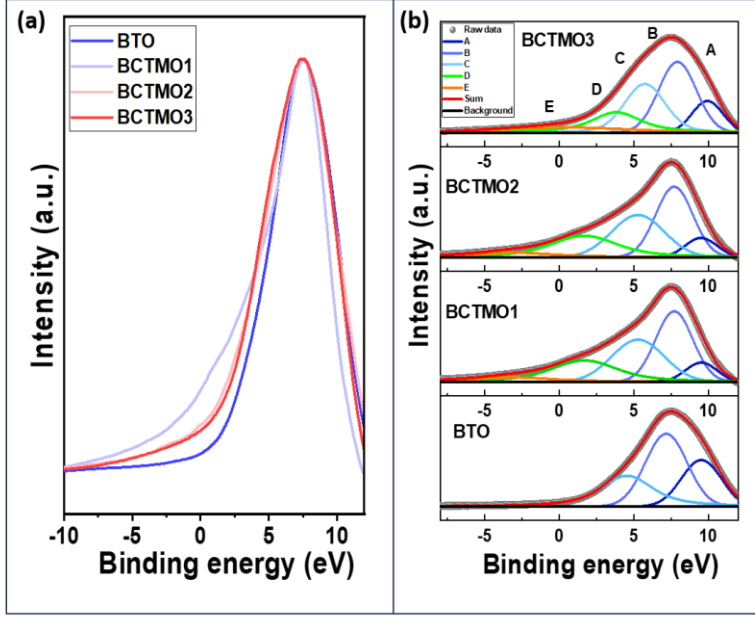 (a)
BTO
BCTMO1
BCTMO2
BCTMO3
Intensity (a.u.)
-10 -5 0 5 10
Binding energy (eV)
(b)
Raw data
A
B
C
D
E
Sum
Background
BCTMO3
E D C B A
-5 0 5 10
BCTMO2
-5 0 5 10
BCTMO1
-5 0 5 10
BTO
-5 0 5 10
Intensity (a.u.)
Binding energy (eV)